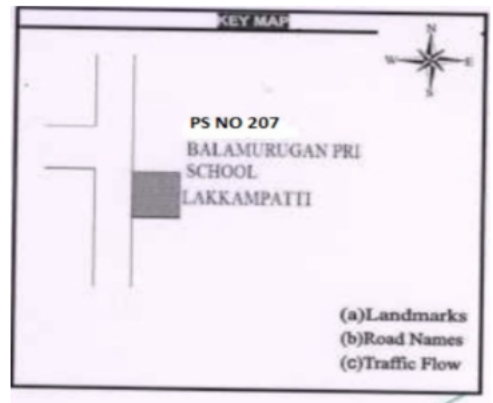 KEY MAP
N
W E
S
PS NO 207
BALAMURUGAN PRI
SCHOOL
LAKKAMPATTI
(a)Landmarks
(b)Road Names
(c)Traffic Flow